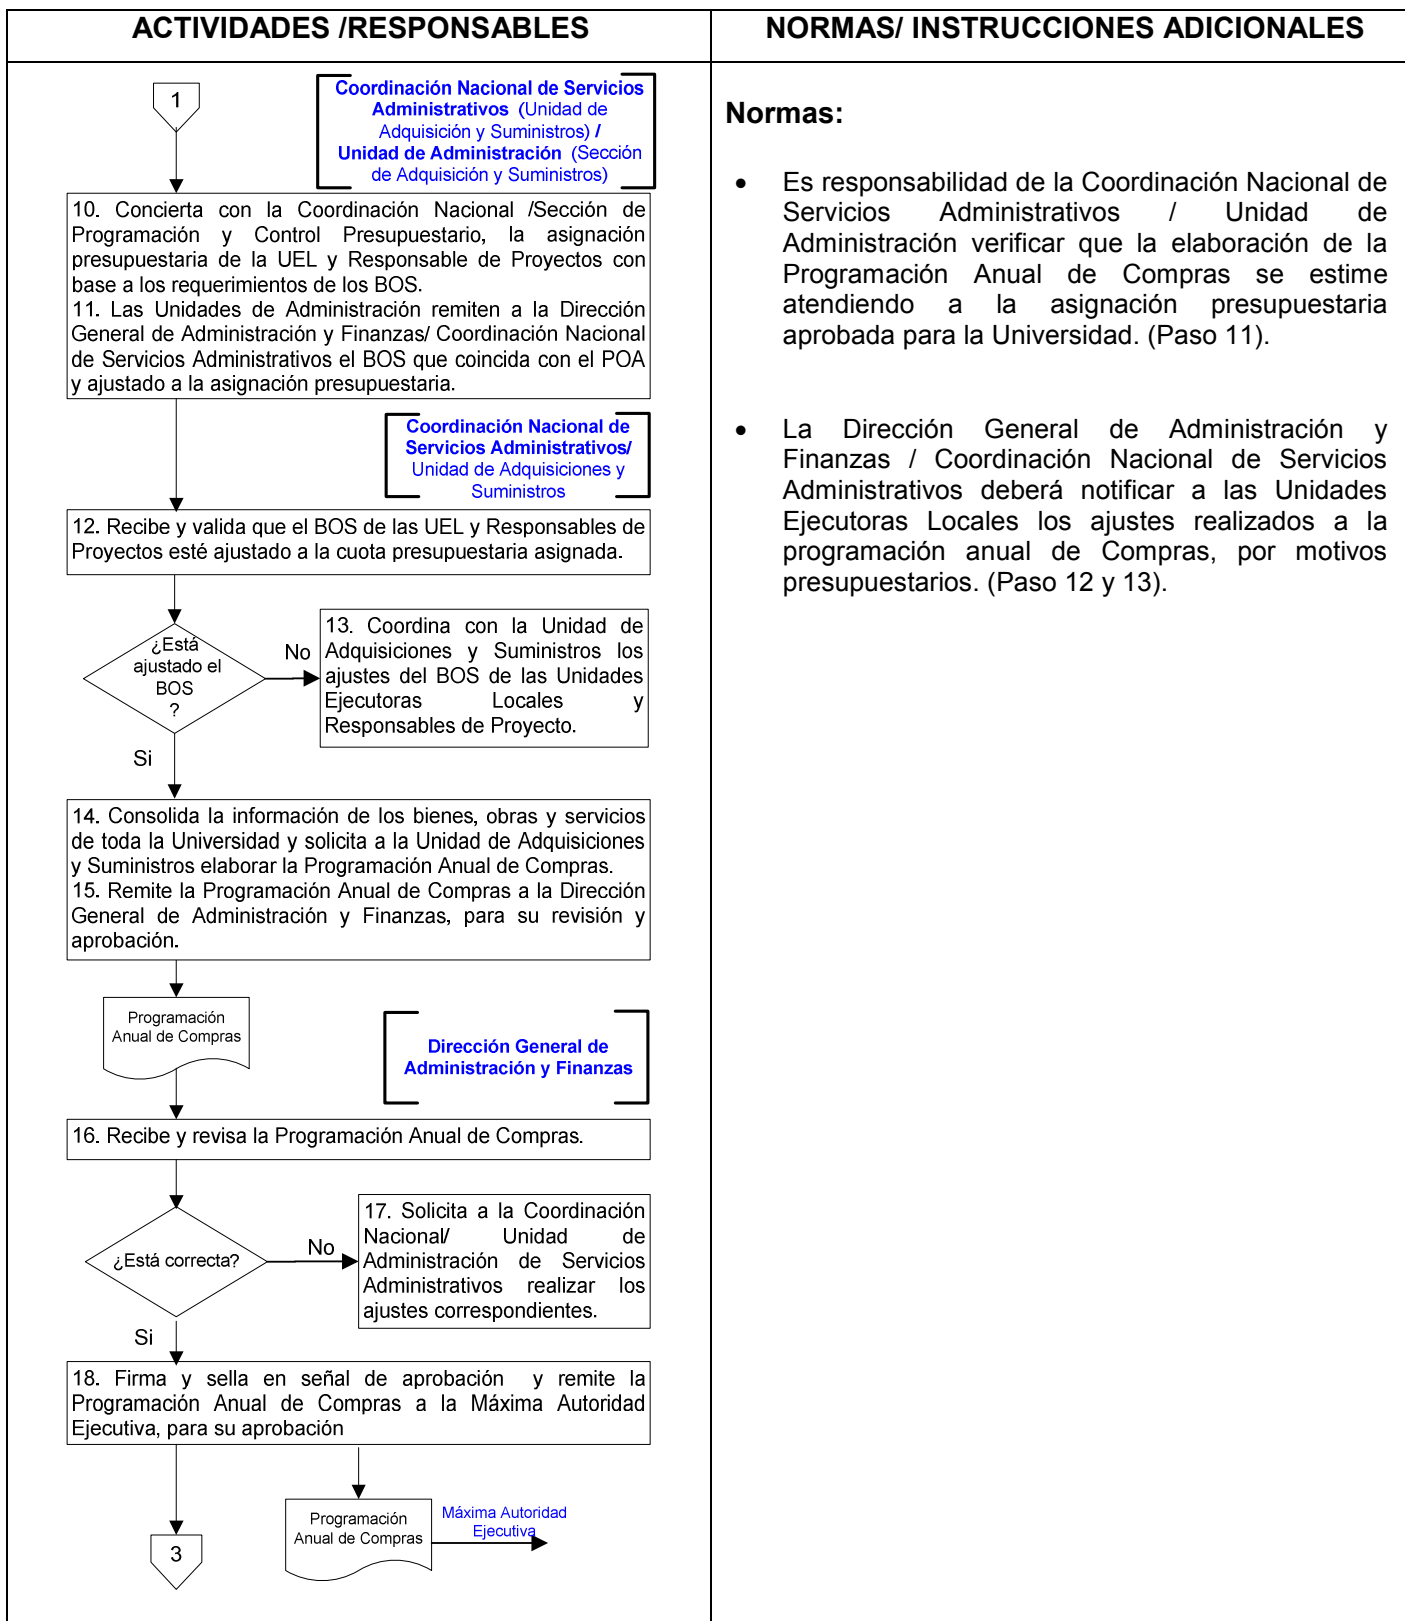 ACTIVIDADES /RESPONSABLES
NORMAS/ INSTRUCCIONES ADICIONALES
1
Coordinación Nacional de Servicios
Administrativos (Unidad de
Adquisición y Suministros) /
Unidad de Administración (Sección
de Adquisición y Suministros)
10. Concierta con la Coordinación Nacional /Sección de
Programación y Control Presupuestario, la asignación
presupuestaria de la UEL y Responsable de Proyectos con
base a los requerimientos de los BOS.
11. Las Unidades de Administración remiten a la Dirección
General de Administración y Finanzas/ Coordinación Nacional
de Servicios Administrativos el BOS que coincida con el POA
y ajustado a la asignación presupuestaria.
Coordinación Nacional de
Servicios Administrativos/
Unidad de Adquisiciones y
Suministros
12. Recibe y valida que el BOS de las UEL y Responsables de
Proyectos esté ajustado a la cuota presupuestaria asignada.
¿Está
ajustado el
BOS
?
No
13. Coordina con la Unidad de
Adquisiciones y Suministros los
ajustes del BOS de las Unidades
Ejecutoras Locales y
Responsables de Proyecto.
Si
14. Consolida la información de los bienes, obras y servicios
de toda la Universidad y solicita a la Unidad de Adquisiciones
y Suministros elaborar la Programación Anual de Compras.
15. Remite la Programación Anual de Compras a la Dirección
General de Administración y Finanzas, para su revisión y
aprobación.
Programación
Anual de Compras
Dirección General de
Administración y Finanzas
16. Recibe y revisa la Programación Anual de Compras.
¿Está correcta?
No
17. Solicita a la Coordinación
Nacional/ Unidad de
Administración de Servicios
Administrativos realizar los
ajustes correspondientes.
Si
18. Firma y sella en señal de aprobación y remite la
Programación Anual de Compras a la Máxima Autoridad
Ejecutiva, para su aprobación
Programación
Anual de Compras
Máxima Autoridad
Ejecutiva
3
Normas:
• Es responsabilidad de la Coordinación Nacional de
Servicios Administrativos / Unidad de
Administración verificar que la elaboración de la
Programación Anual de Compras se estime
atendiendo a la asignación presupuestaria
aprobada para la Universidad. (Paso 11).
• La Dirección General de Administración y
Finanzas / Coordinación Nacional de Servicios
Administrativos deberá notificar a las Unidades
Ejecutoras Locales los ajustes realizados a la
programación anual de Compras, por motivos
presupuestarios. (Paso 12 y 13).